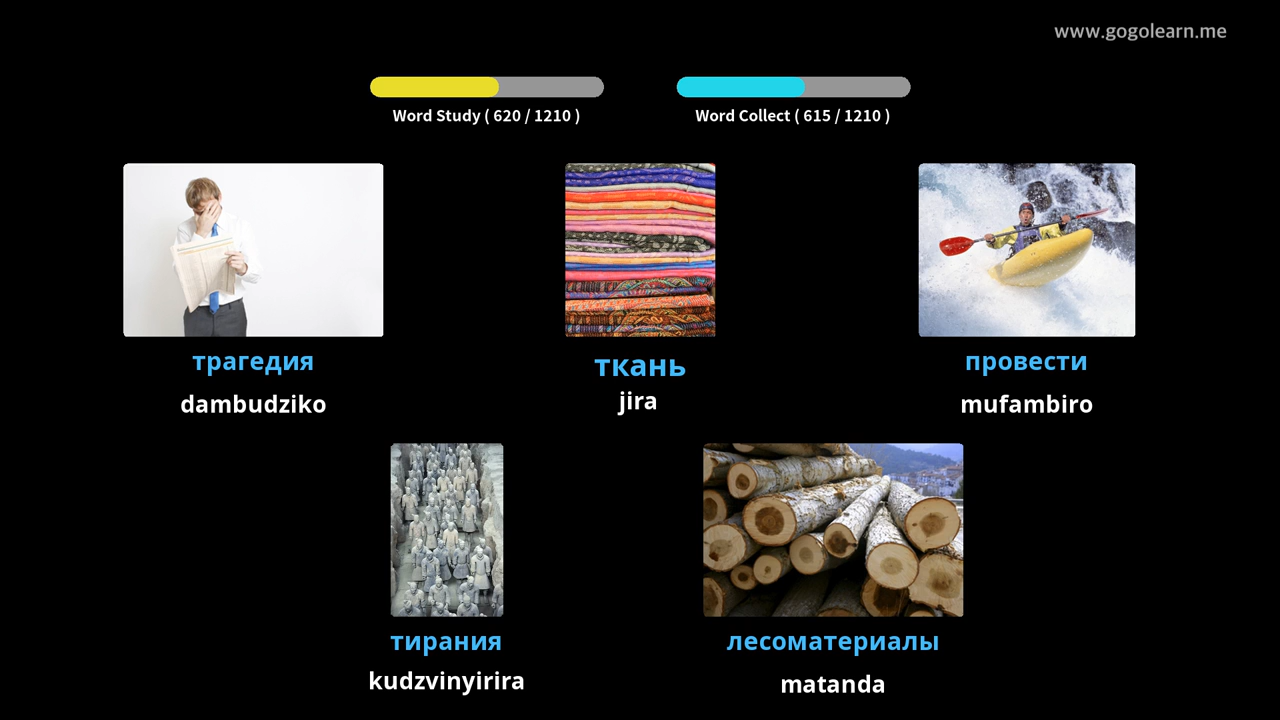 www.gogolearn.me
Word Study ( 620 / 1210 )
Word Collect ( 615 / 1210 )
трагедия
dambudziko
ткань
jira
провести
mufambiro
тирания
kudzvinyirira
лесоматериалы
matanda